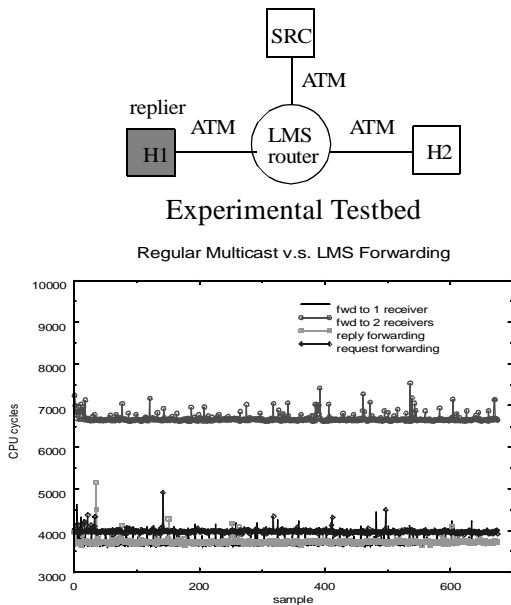 SRC
ATM
replier
ATM
ATM
H1
LMS
router
H2
Experimental Testbed
Regular Multicast v.s. LMS Forwarding
10000
9000
8000
7000
6000
5000
4000
3000
CPU cycles
fwd to 1 receiver
fwd to 2 receivers
reply forwarding
request forwarding
0
200
400
600
sample